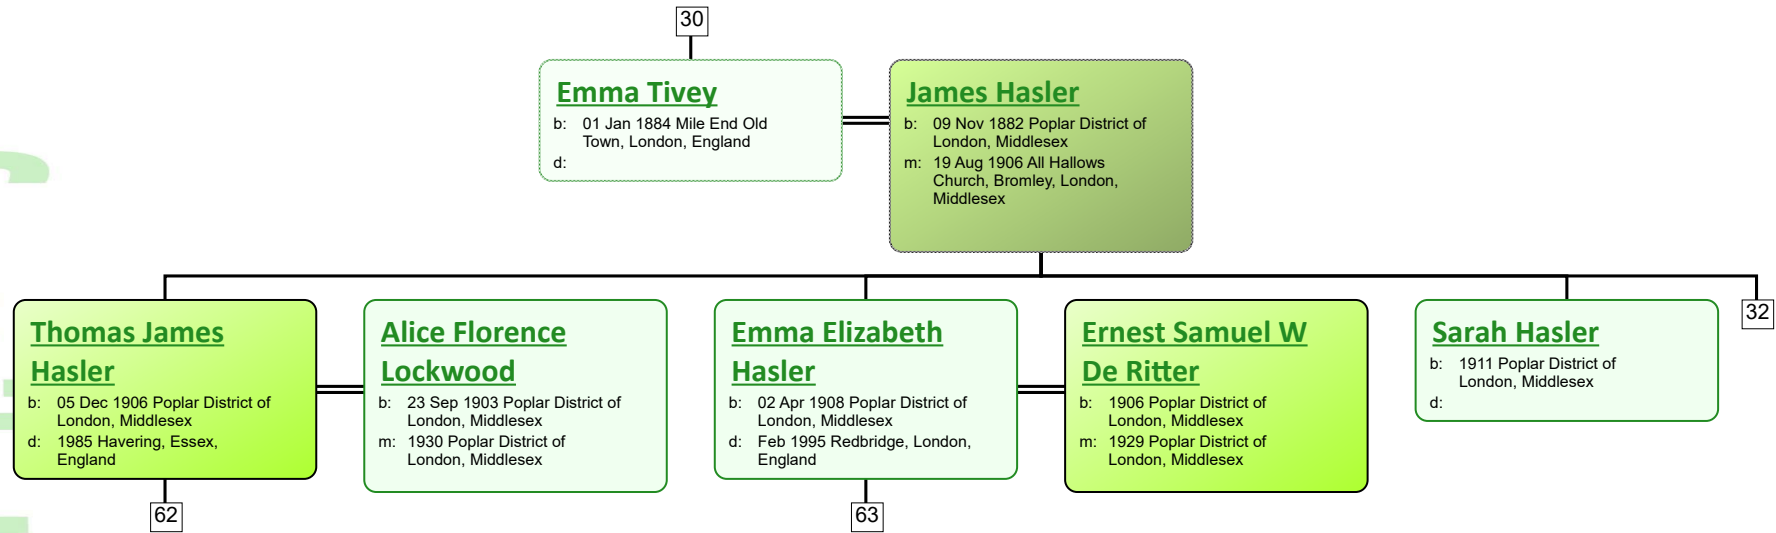 30
Emma Tivey
b: 01 Jan 1884 Mile End Old
Town, London, England
d:
James Hasler
b: 09 Nov 1882 Poplar District of
London, Middlesex
m: 19 Aug 1906 All Hallows
Church, Bromley, London,
Middlesex
Thomas James
Hasler
b: 05 Dec 1906 Poplar District of
London, Middlesex
d: 1985 Havering, Essex,
England
Alice Florence
Lockwood
b: 23 Sep 1903 Poplar District of
London, Middlesex
m: 1930 Poplar District of
London, Middlesex
Emma Elizabeth
Hasler
b: 02 Apr 1908 Poplar District of
London, Middlesex
d: Feb 1995 Redbridge, London,
England
Ernest Samuel W
De Ritter
b: 1906 Poplar District of
London, Middlesex
m: 1929 Poplar District of
London, Middlesex
Sarah Hasler
b: 1911 Poplar District of
London, Middlesex
d:
32
62
63